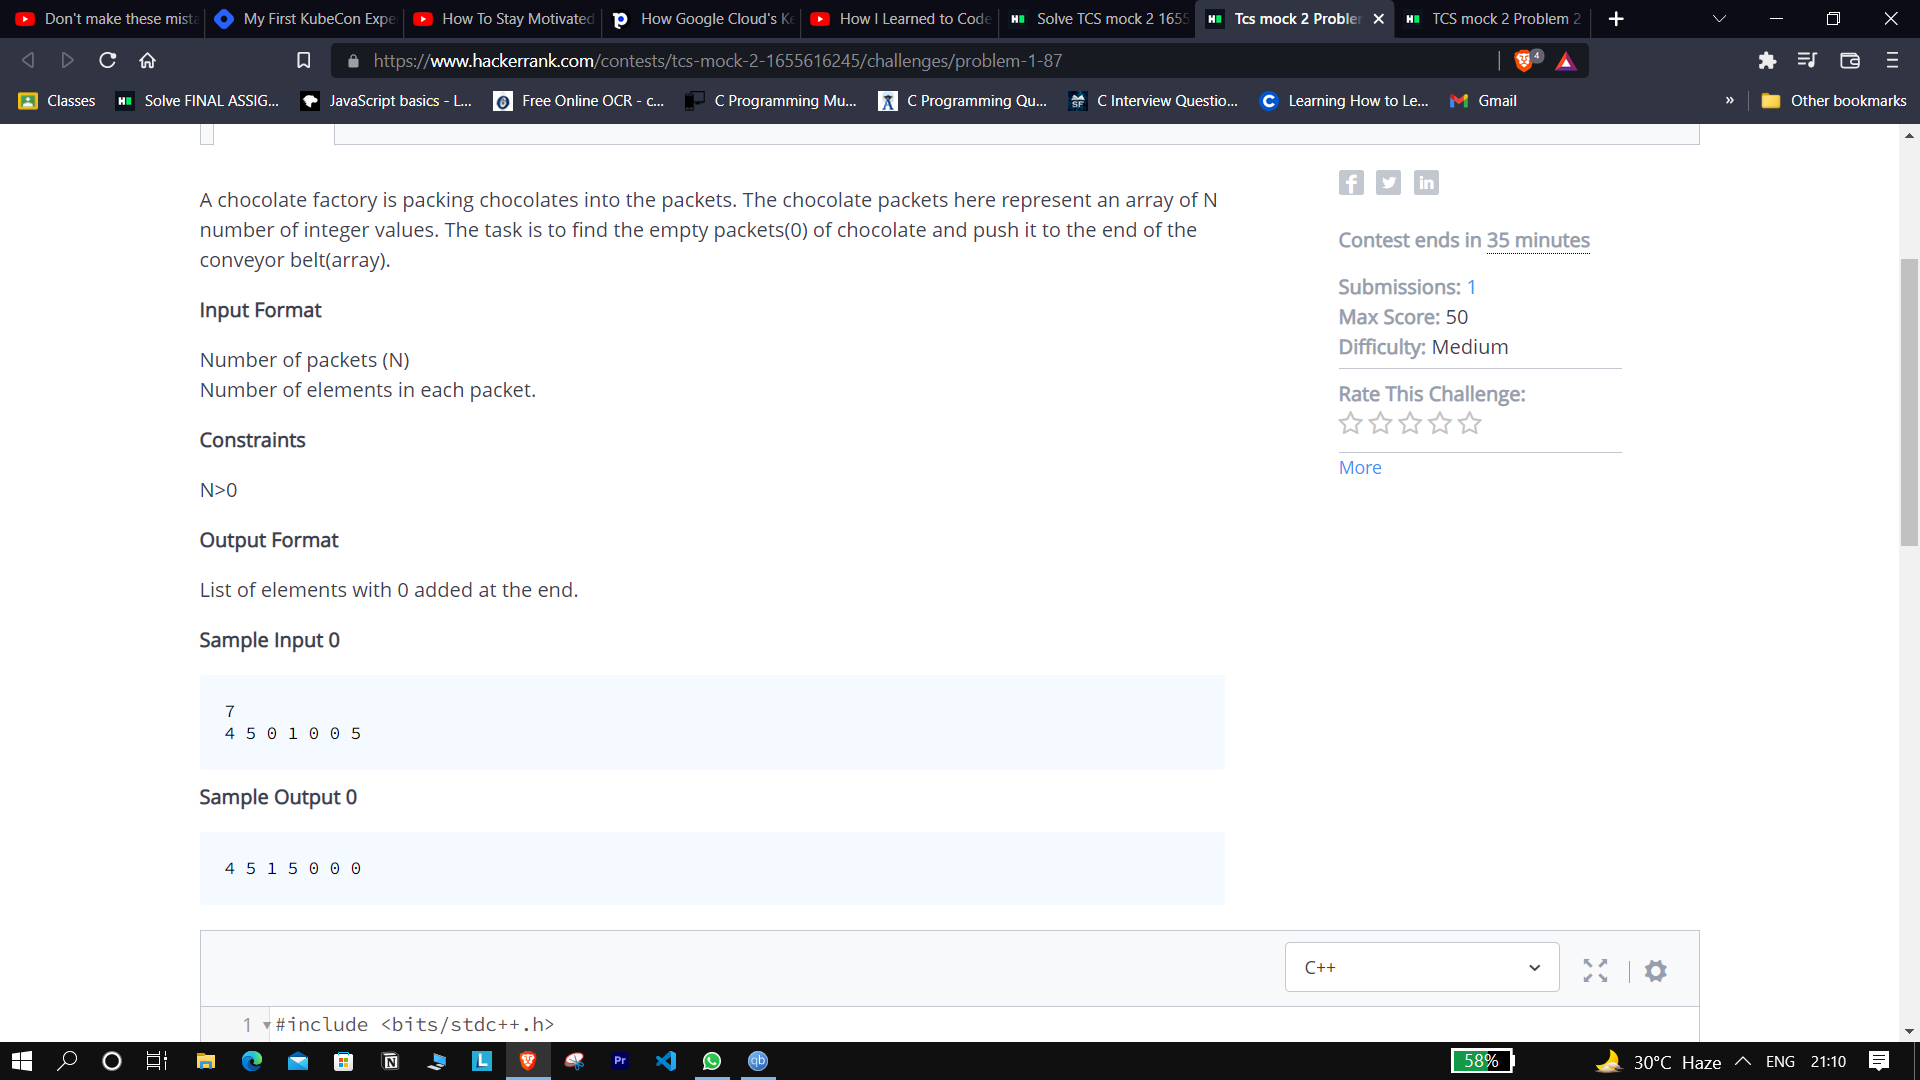 Don't make these mista
My First KubeCon Expe
How To Stay Motivated
How Google Cloud's Ke
How I Learned to Code
Solve TCS mock 2 1655
Tcs mock 2 Probler
TCS mock 2 Problem 2
https://www.hackerrank.com/contests/tcs-mock-2-1655616245/challenges/problem-1-87
4
Classes
Solve FINAL ASSIG...
JavaScript basics - L...
Free Online OCR - c...
C Programming Mu...
C Programming Qu...
C Interview Questio...
Learning How to Le...
Gmail
»
Other bookmarks
A chocolate factory is packing chocolates into the packets. The chocolate packets here represent an array of N
number of integer values. The task is to find the empty packets(0) of chocolate and push it to the end of the
conveyor belt(array).
Input Format
Number of packets (N)
Number of elements in each packet.
Constraints
N>0
Output Format
List of elements with 0 added at the end.
Sample Input 0
7
4 5 0 1 0 0 5
Sample Output 0
4 5 1 5 0 0 0
Contest ends in 35 minutes
Submissions: 1
Max Score: 50
Difficulty: Medium
Rate This Challenge:
More
C++
1 #include <bits/stdc++.h>
58%
30°C Haze
ENG
21:10